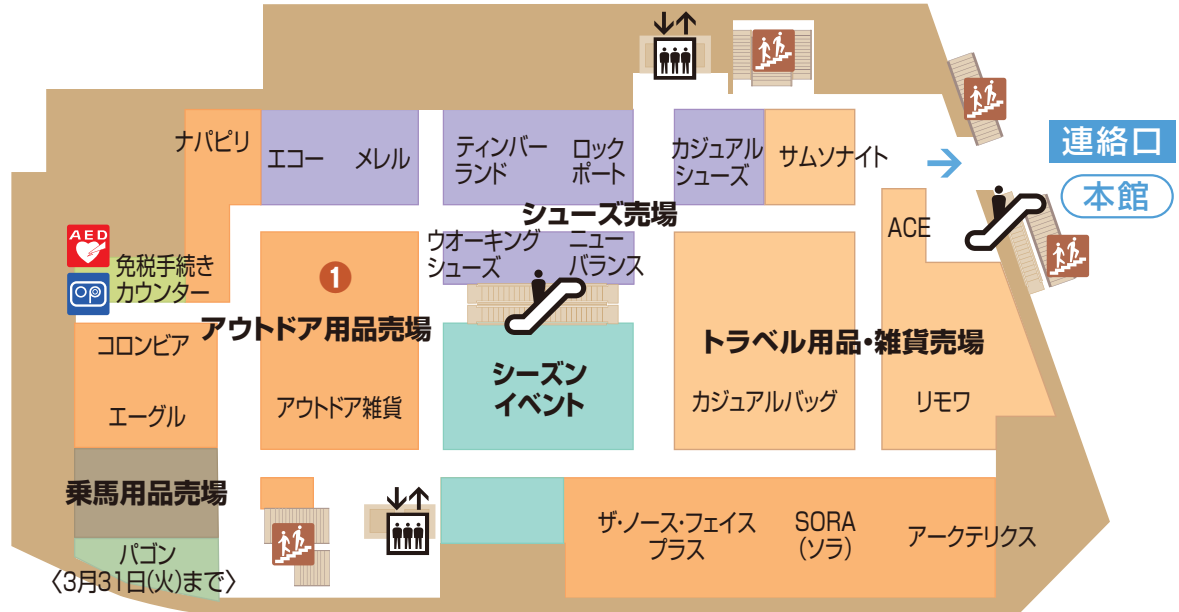 ナパピリ
エコー
メレル
ティンバー
ランド
ロック
ポート
カジュアル
シューズ
サムソナイト
連絡口
本館
シューズ売場
ACE
ウオーキング
シューズ
ニュー
バランス
AED
免税手続き
カウンター
1
アウトドア用品売場
コロンビア
エーグル
アウトドア雑貨
シーズン
イベント
トラベル用品・雑貨売場
カジュアルバッグ
リモワ
乗馬用品売場
パゴン
〈3月31日(火)まで〉
ザ・ノース・フェイス
プラス
SORA
(ソラ)
アークテリクス